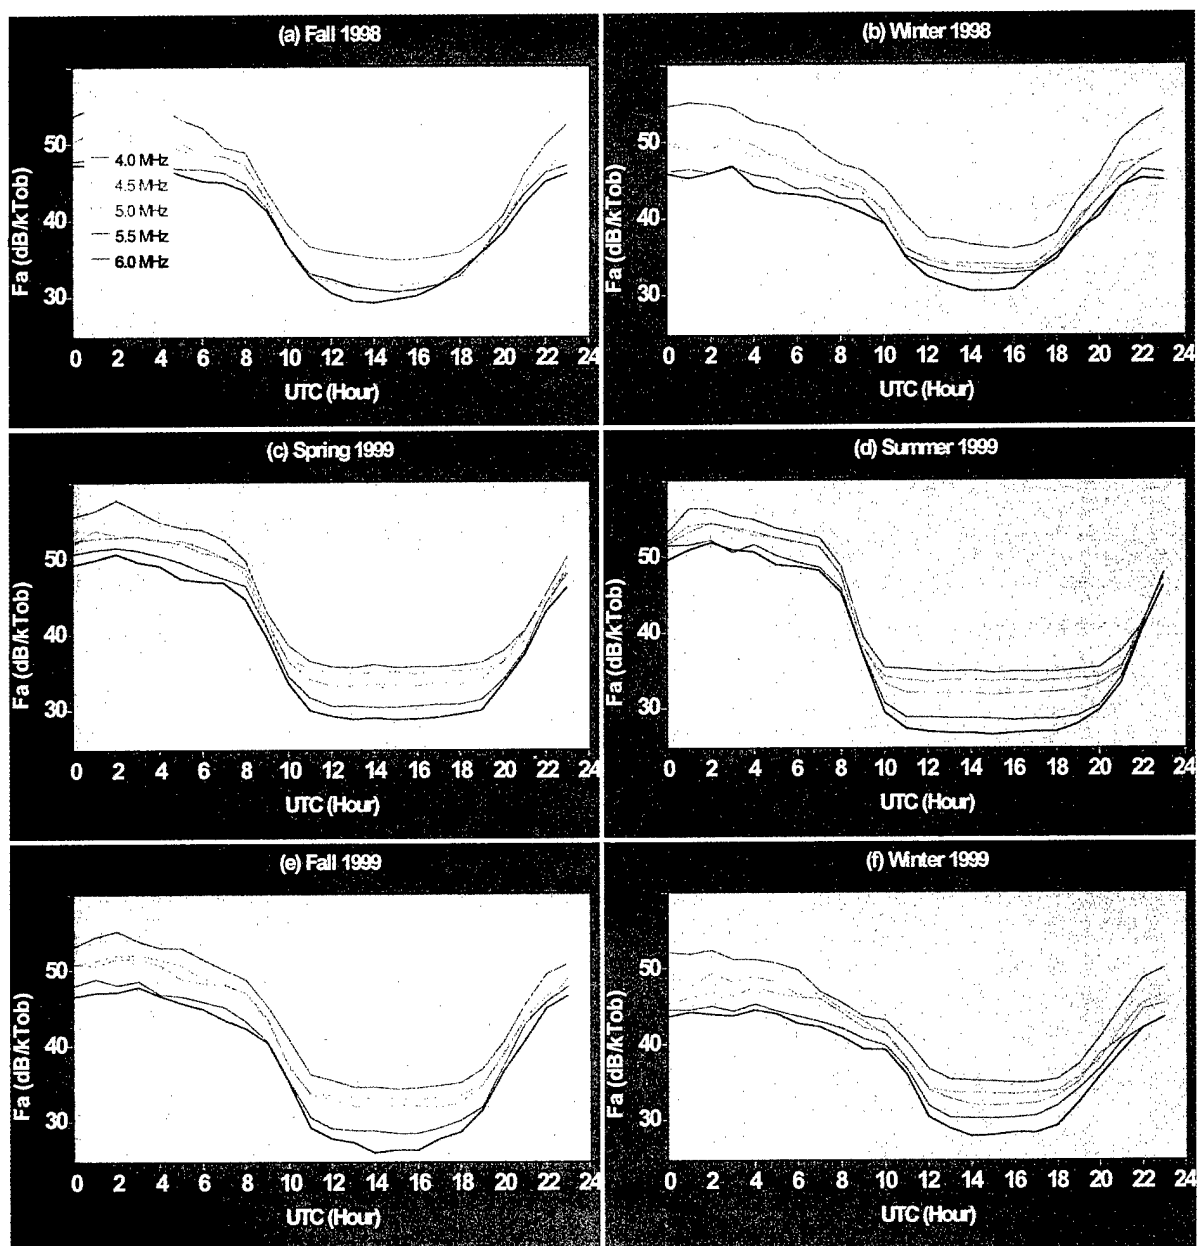 (a) Fall 1998
Fa (dB/kTob)
50
40
30
4.0 MHz
4.5 MHz
5.0 MHz
5.5 MHz
6.0 MHz
0 2 4 6 8 10 12 14 16 18 20 22 24
UTC (Hour)
(b) Winter 1998
Fa (dB/kTob)
50
40
30
0 2 4 6 8 10 12 14 16 18 20 22 24
UTC (Hour)
(c) Spring 1999
Fa (dB/kTob)
50
40
30
0 2 4 6 8 10 12 14 16 18 20 22 24
UTC (Hour)
(d) Summer 1999
Fa (dB/kTob)
50
40
30
0 2 4 6 8 10 12 14 16 18 20 22 24
UTC (Hour)
(e) Fall 1999
Fa (dB/kTob)
50
40
30
0 2 4 6 8 10 12 14 16 18 20 22 24
UTC (Hour)
(f) Winter 1999
Fa (dB/kTob)
50
40
30
0 2 4 6 8 10 12 14 16 18 20 22 24
UTC (Hour)